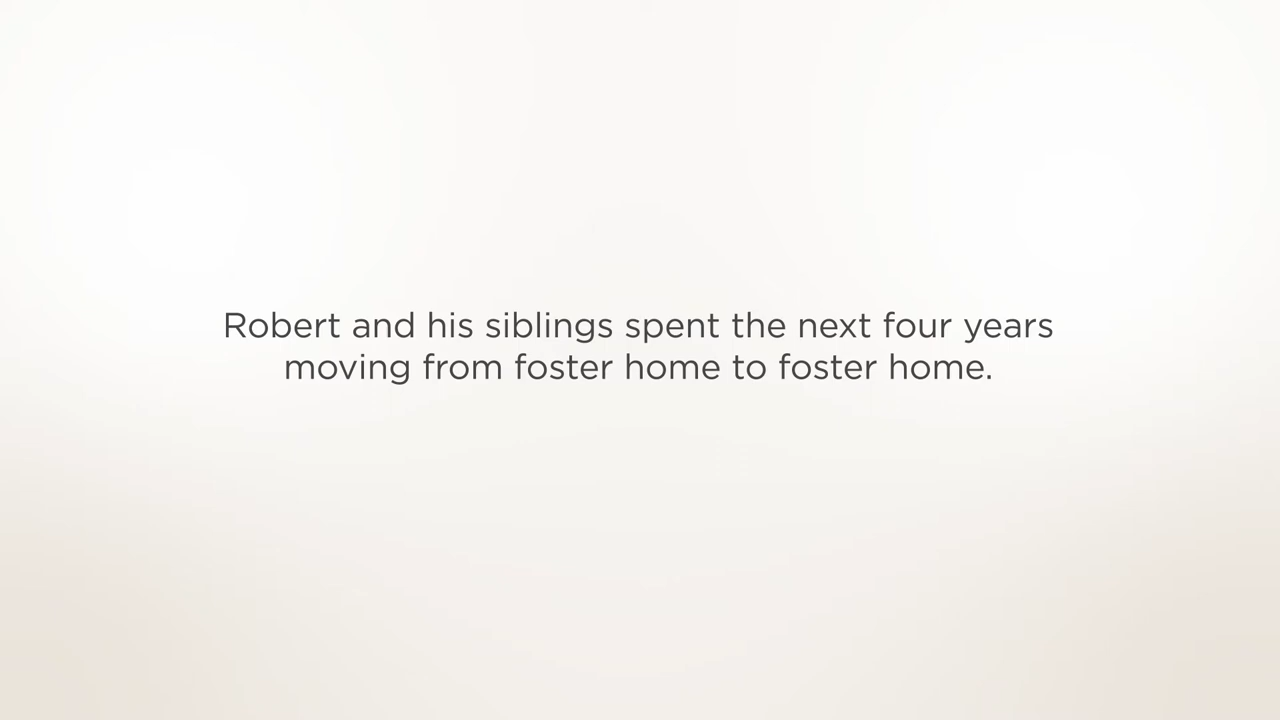 Robert and his siblings spent the next four years
moving from foster home to foster home.